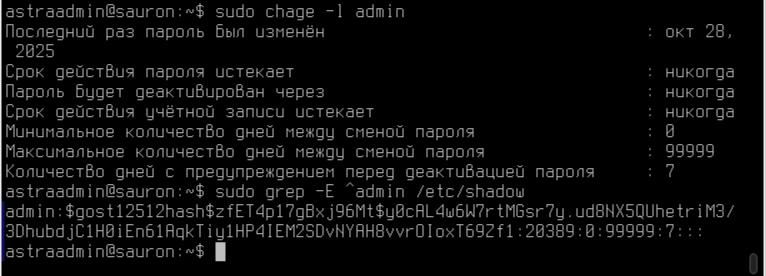 astraadmin@sauron:~$ sudo chage -l admin
Последний раз пароль был изменён : окт 28,
2025
Срок действия пароля истекает : никогда
Пароль будет деактивирован через : никогда
Срок действия учётной записи истекает : никогда
Минимальное количество дней между сменой пароля : 0
Максимальное количество дней между сменой пароля : 99999
Количество дней с предупреждением перед деактивацией пароля : 7
astraadmin@sauron:~$ sudo grep -E ^admin /etc/shadow
admin:$gost12512hash$zfET4p17gBxj96Mt$y0cAL4w6W7rtMGsr7y.ud8NX5QUhetriM3/
3DhubdjC1H0iEn61AqkTiy1HP4IEM2SDvNYAH8vvrOIoxT69Zf1:20389:0:99999:7:::
astraadmin@sauron:~$